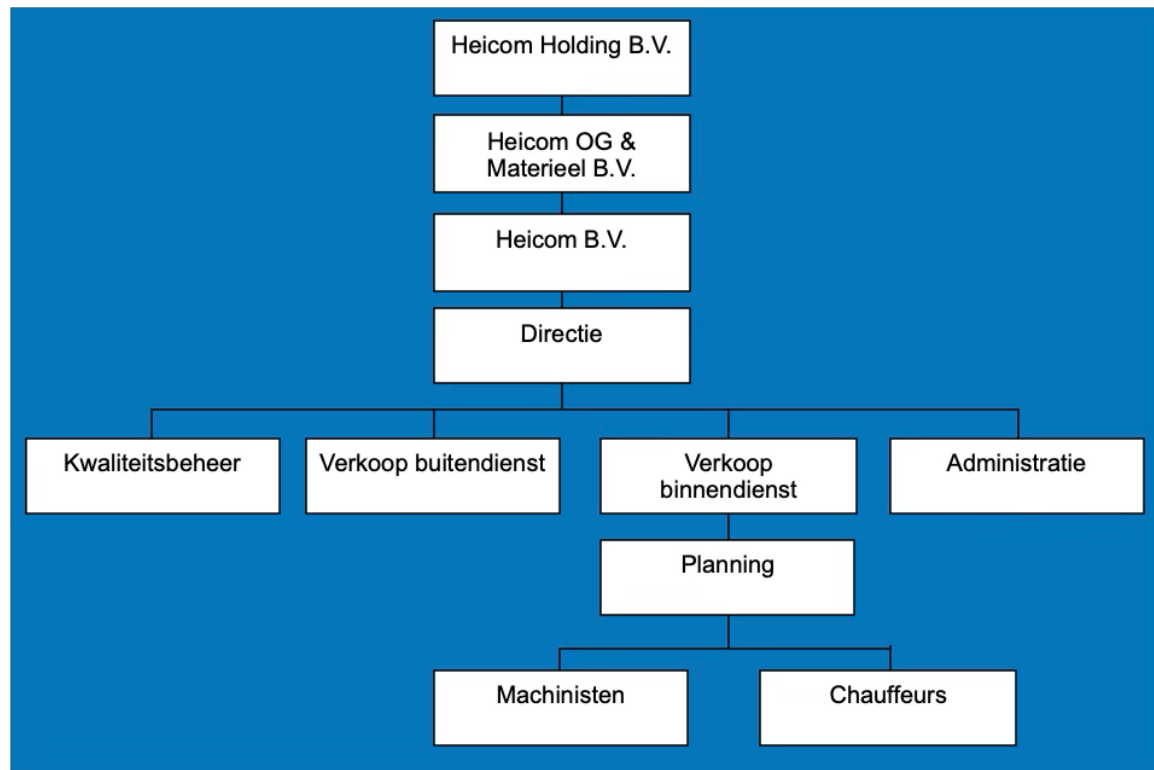 Heicom Holding B.V.
Heicom OG &
Materieel B.V.
Heicom B.V.
Directie
Kwaliteitsbeheer
Verkoop buitendienst
Verkoop
binnendienst
Administratie
Planning
Machinisten
Chauffeurs